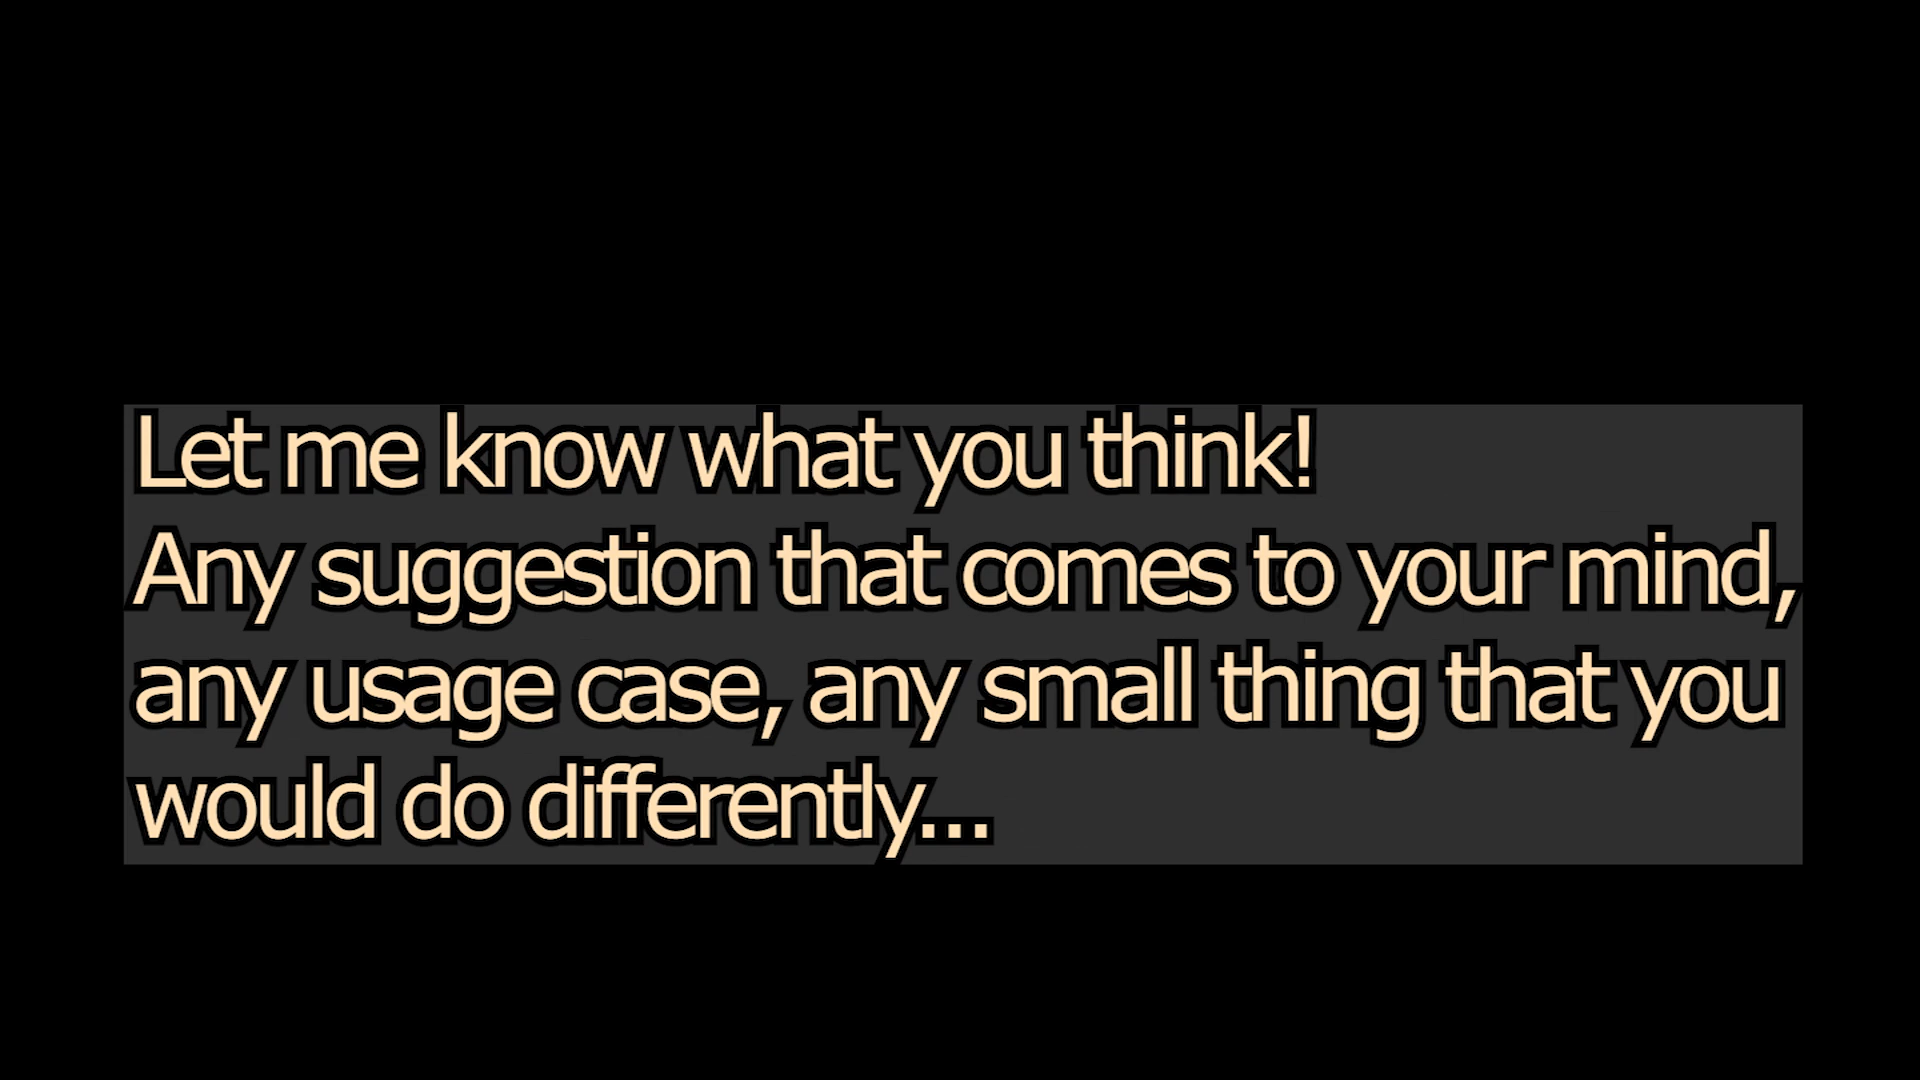 Let me know what you think!
Any suggestion that comes to your mind,
any usage case, any small thing that you
would do differently...